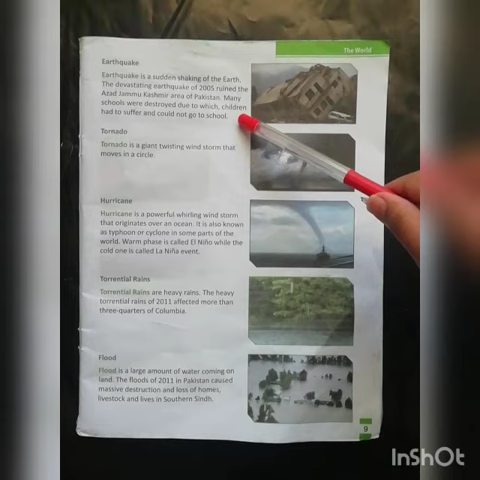 The World
Earthquake
Earthquake is a sudden shaking of the Earth.
The devastating earthquake of 2005 ruined the
Azad Jammu Kashmir area of Pakistan. Many
schools were destroyed due to which, children
had to suffer and could not go to school.
Tornado
Tornado is a giant twisting wind storm that
moves in a circle.
Hurricane
Hurricane is a powerful whirling wind storm
that originates over an ocean. It is also known
as typhoon or cyclone in some parts of the
world. Warm phase is called El Niño while the
cold one is called La Niña event.
Torrential Rains
Torrential Rains are heavy rains. The heavy
torrential rains of 2011 affected more than
three-quarters of Columbia.
Flood
Flood is a large amount of water coming on
land. The floods of 2011 in Pakistan caused
massive destruction and loss of homes,
livestock and lives in Southern Sindh.
9
InShOt